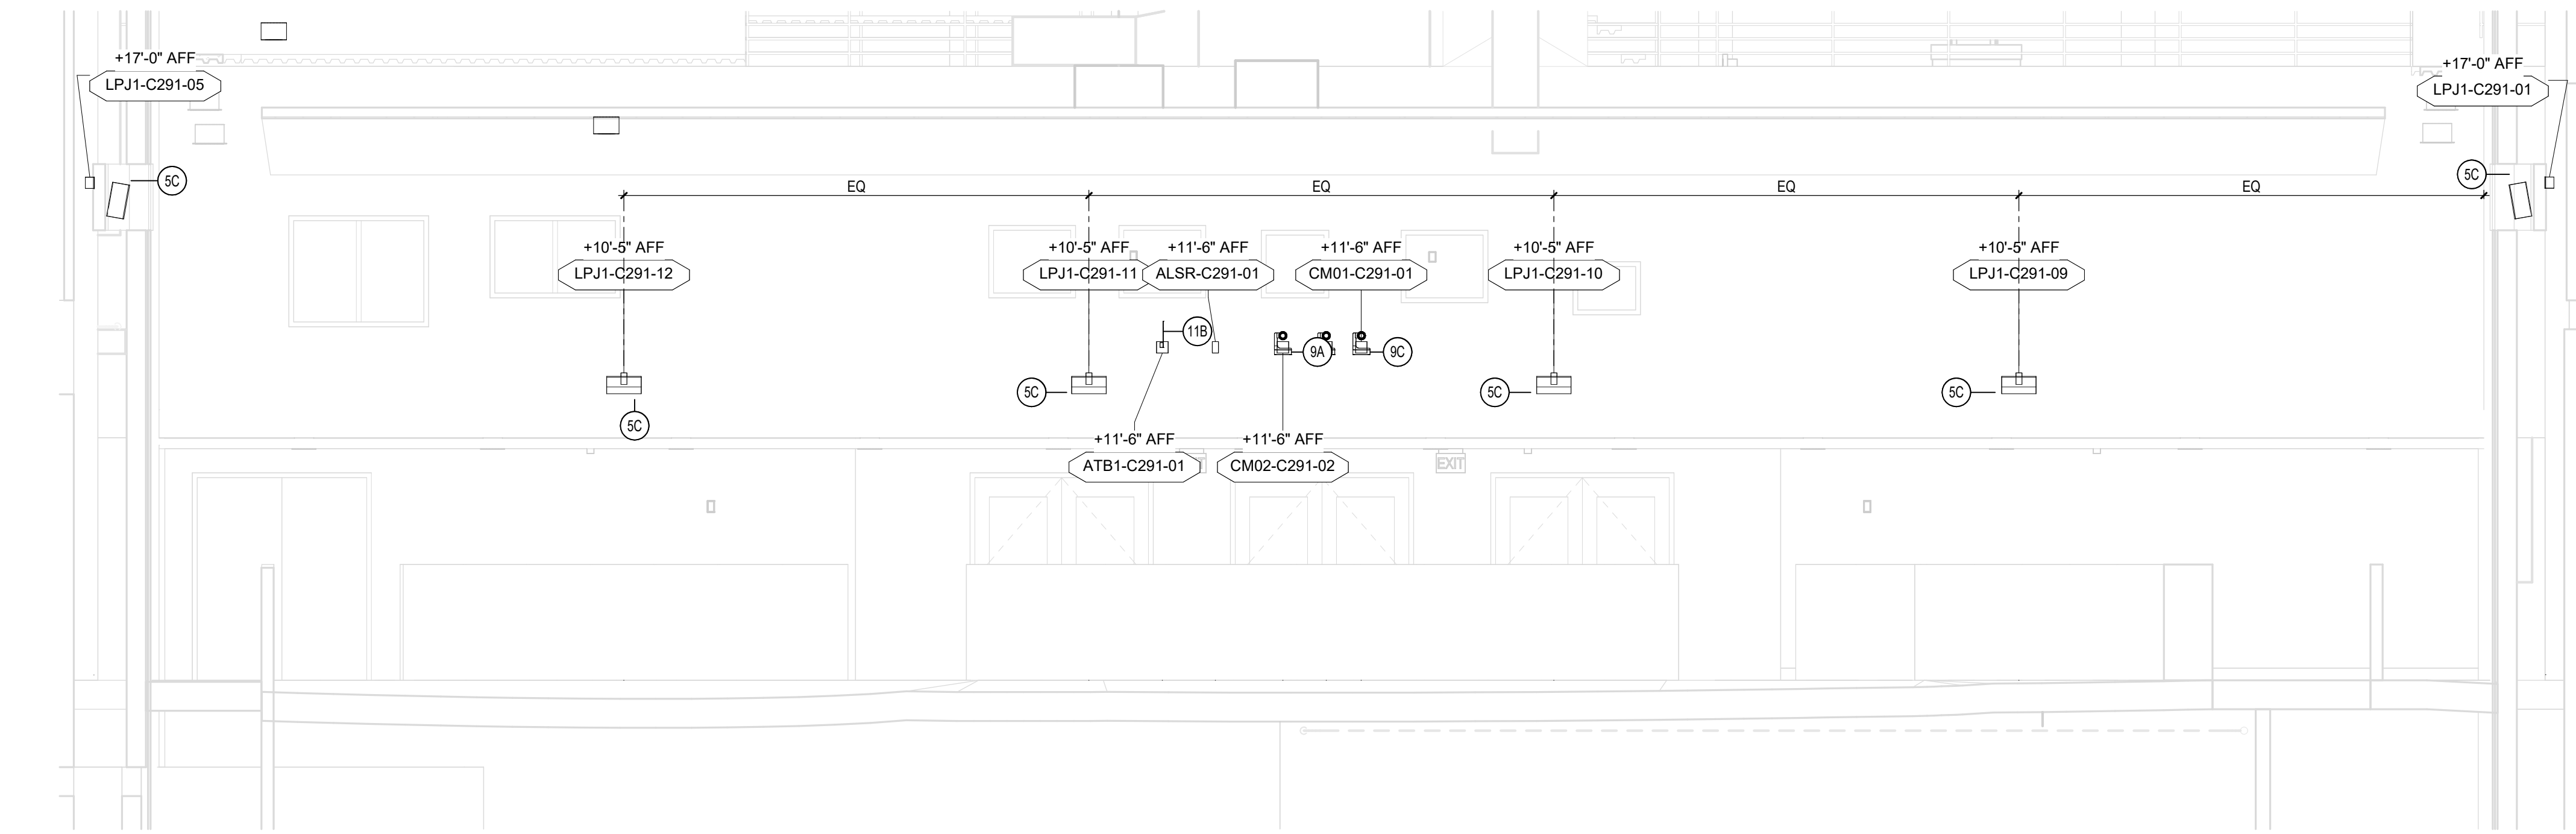 +17'-0" AFF
LPJ1-C291-05
+17'-0" AFF
LPJ1-C291-01
5C
5C
EQ
EQ
EQ
EQ
+10'-5" AFF
LPJ1-C291-12
+10'-5" AFF
LPJ1-C291-11
+11'-6" AFF
ALSR-C291-01
+11'-6" AFF
CM01-C291-01
+10'-5" AFF
LPJ1-C291-10
+10'-5" AFF
LPJ1-C291-09
11B
9A
9C
5C
5C
5C
5C
+11'-6" AFF
ATB1-C291-01
+11'-6" AFF
CM02-C291-02
EXIT